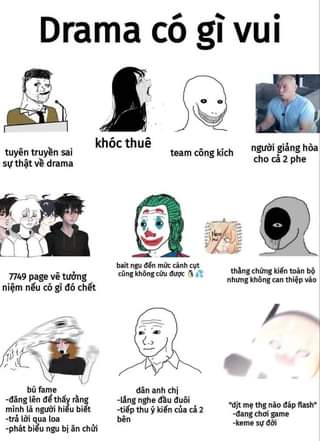 Drama có gì vui
tuyên truyền sai
sự thật về drama
khóc thuê
team công kích
người giảng hòa
cho cả 2 phe
7749 page vẽ tưởng
niệm nếu có gì đó chết
bait ngu đến mức cảnh cụt
cũng không cứu được 🐧💦
thằng chứng kiến toàn bộ
nhưng không can thiệp vào
bú fame
-đăng lên để thấy rằng
mình là người hiểu biết
-trả lời qua loa
-phát biểu ngu bị ăn chửi
dân anh chị
-lắng nghe đầu đuôi
-tiếp thu ý kiến của cả 2
bên
"djt mẹ thg nào đáp flash"
-đang chơi game
-keme sự đời